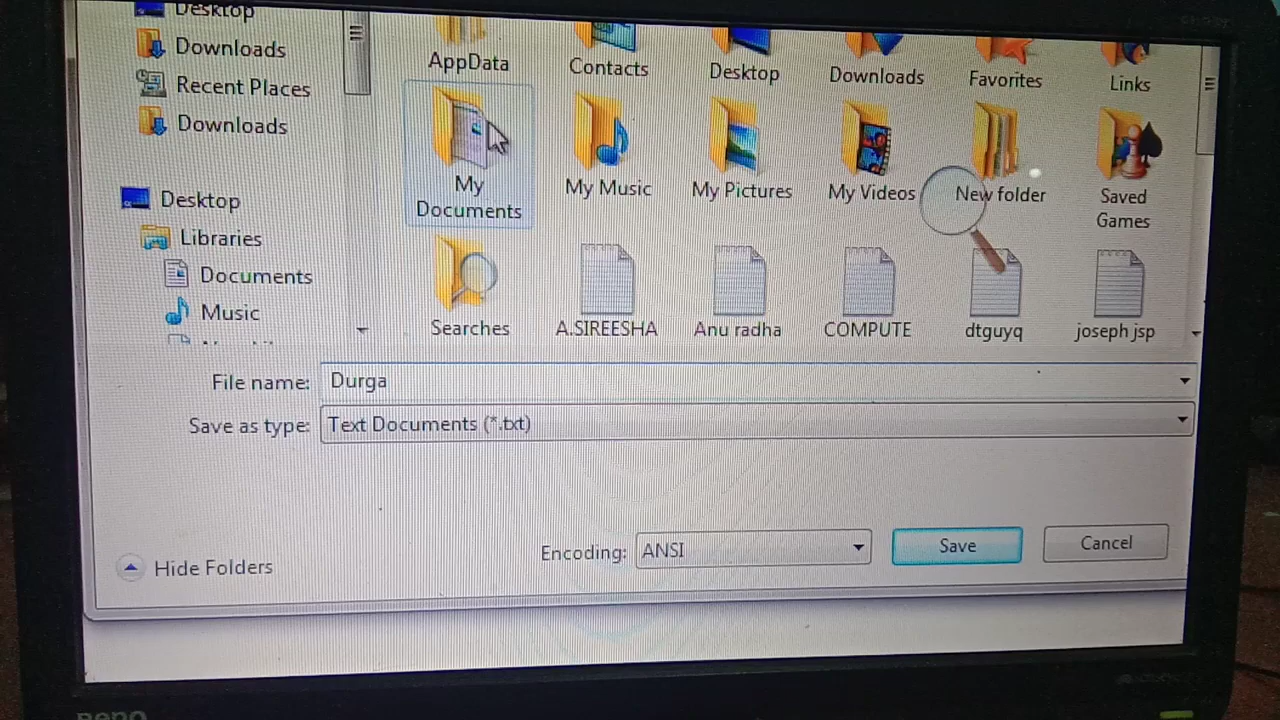 Desktop
Downloads
Recent Places
Downloads
Desktop
Libraries
Documents
Music
AppData
Contacts
Desktop
Downloads
Favorites
Links
My
Documents
My Music
My Pictures
My Videos
New folder
Saved
Games
Searches
A.SIREESHA
Anu radha
COMPUTE
dtguyq
joseph jsp
File name: Durga
Save as type: Text Documents (*.txt)
Hide Folders
Encoding: ANSI
Save
Cancel